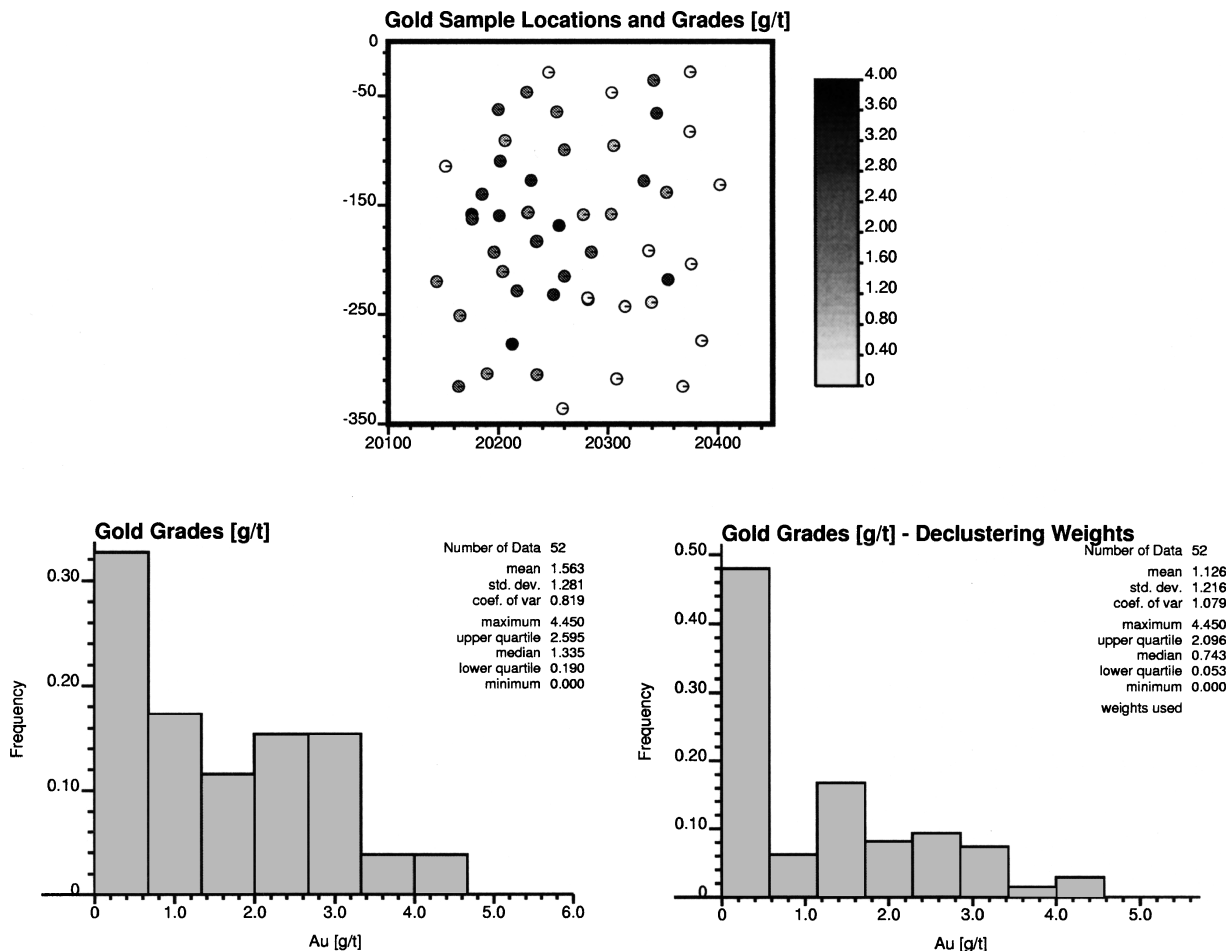 Gold Sample Locations and Grades [g/t]
0
-50
-150
-250
-350
20100
20200
20300
20400
4.00
3.60
3.20
2.80
2.40
2.00
1.60
1.20
0.80
0.40
0
Gold Grades [g/t]
Number of Data 52
mean 1.563
std. dev. 1.281
coef. of var 0.819
maximum 4.450
upper quartile 2.595
median 1.335
lower quartile 0.190
minimum 0.000
Frequency
0.30
0.20
0.10
0
0
1.0
2.0
3.0
4.0
5.0
6.0
Au [g/t]
Gold Grades [g/t] - Declustering Weights
Number of Data 52
mean 1.126
std. dev. 1.216
coef. of var 1.079
maximum 4.450
upper quartile 2.096
median 0.743
lower quartile 0.053
minimum 0.000
weights used
Frequency
0.50
0.40
0.30
0.20
0.10
0
0
1.0
2.0
3.0
4.0
5.0
Au [g/t]